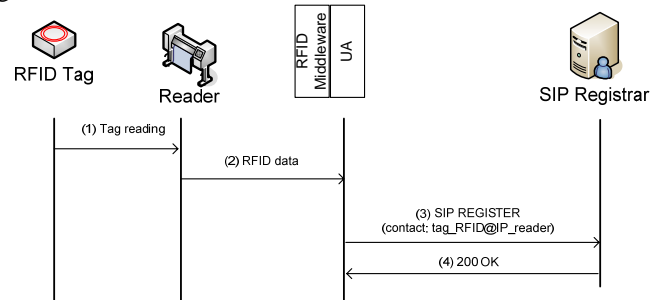 RFID Tag
Reader
RFID
Middleware
UA
SIP Registrar
(1) Tag reading
(2) RFID data
(3) SIP REGISTER
(contact; tag_RFID@IP_reader)
(4) 200 OK